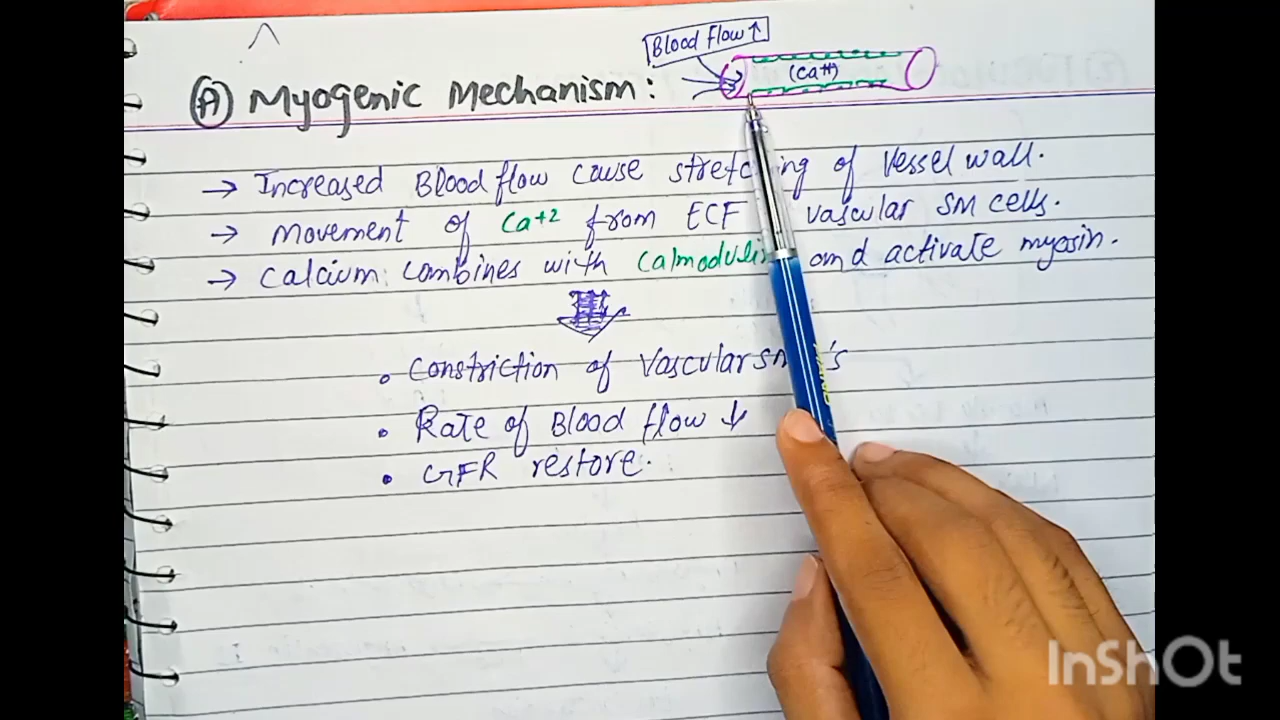 Blood flow ↑
(Ca++)
(A) Myogenic Mechanism:
→ Increased Blood flow cause stretching of Vessel wall.
→ Movement of Ca+2 from ECF vascular SM cells.
→ Calcium combines with Calmodulin and activate myosin.
• Constriction of Vascular SM 's
• Rate of Blood flow ↓
• GFR restore.
InShOt